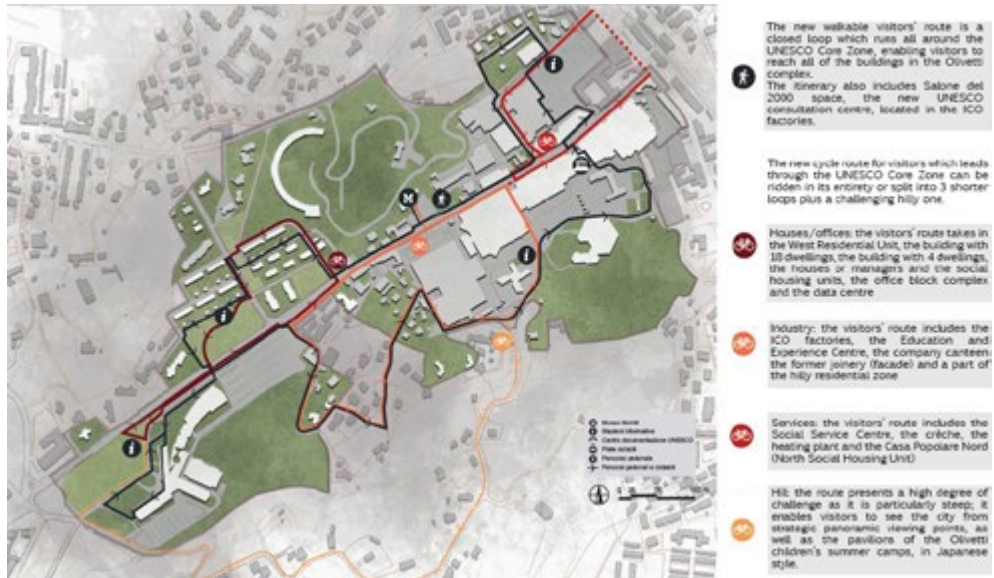 The new walkable visitors' route is a
closed loop which runs all around the
UNESCO Core Zone, enabling visitors to
reach all of the buildings in the Olivetti
complex.
The itinerary also includes Salone del
2000 space, the new UNESCO
consultation centre, located in the ICO
factories.
The new cycle route for visitors which leads
through the UNESCO Core Zone can be
ridden in its entirety or split into 3 shorter
loops plus a challenging hilly one.
Houses/offices: the visitors' route takes in
the West Residential Unit, the building with
18 dwellings, the building with 4 dwellings,
the houses or managers and the social
housing units, the office block complex
and the data centre
Industry: the visitors' route includes the
ICO factories, the Education and
Experience Centre, the company canteen
the former joinery (facade) and a part of
the hilly residential zone
Services: the visitors' route includes the
Social Service Centre, the crèche, the
heating plant and the Casa Popolare Nord
(North Social Housing Unit)
Hill: the route presents a high degree of
challenge as it is particularly steep; it
enables visitors to see the city from
strategic panoramic viewing points, as
well as the pavilions of the Olivetti
children's summer camps, in Japanese
style.
i
M
i
i
i
Centro documentazione UNESCO